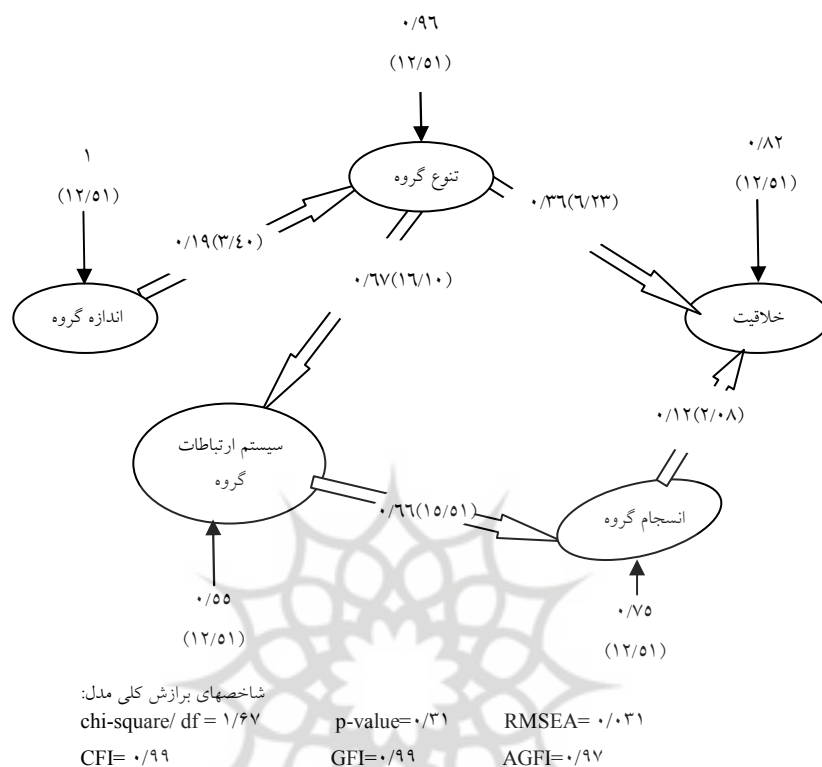 ۰/۹۶
(۱۲/۵۱)
تنوع گروه
۰/۸۲
(۱۲/۵۱)
۱
(۱۲/۵۱)
۰/۳۶(۶/۲۳)
۰/۱۹(۳/٤۰)
۰/۶۷(۱۶/۱۰)
اندازه گروه
خلاقیت
۰/۱۲(۲/۰۸)
سیستم ارتباطات
گروه
۰/۶۶(۱۵/۵۱)
انسجام گروه
۰/۵۵
(۱۲/۵۱)
۰/۷۵
(۱۲/۵۱)
شاخصهای برازش کلی مدل:
chi-square/ df = ۱/۶۷ p-value=۰/۳۱ RMSEA= ۰/۰۳۱
CFI= ۰/۹۹ GFI=۰/۹۹ AGFI=۰/۹۷